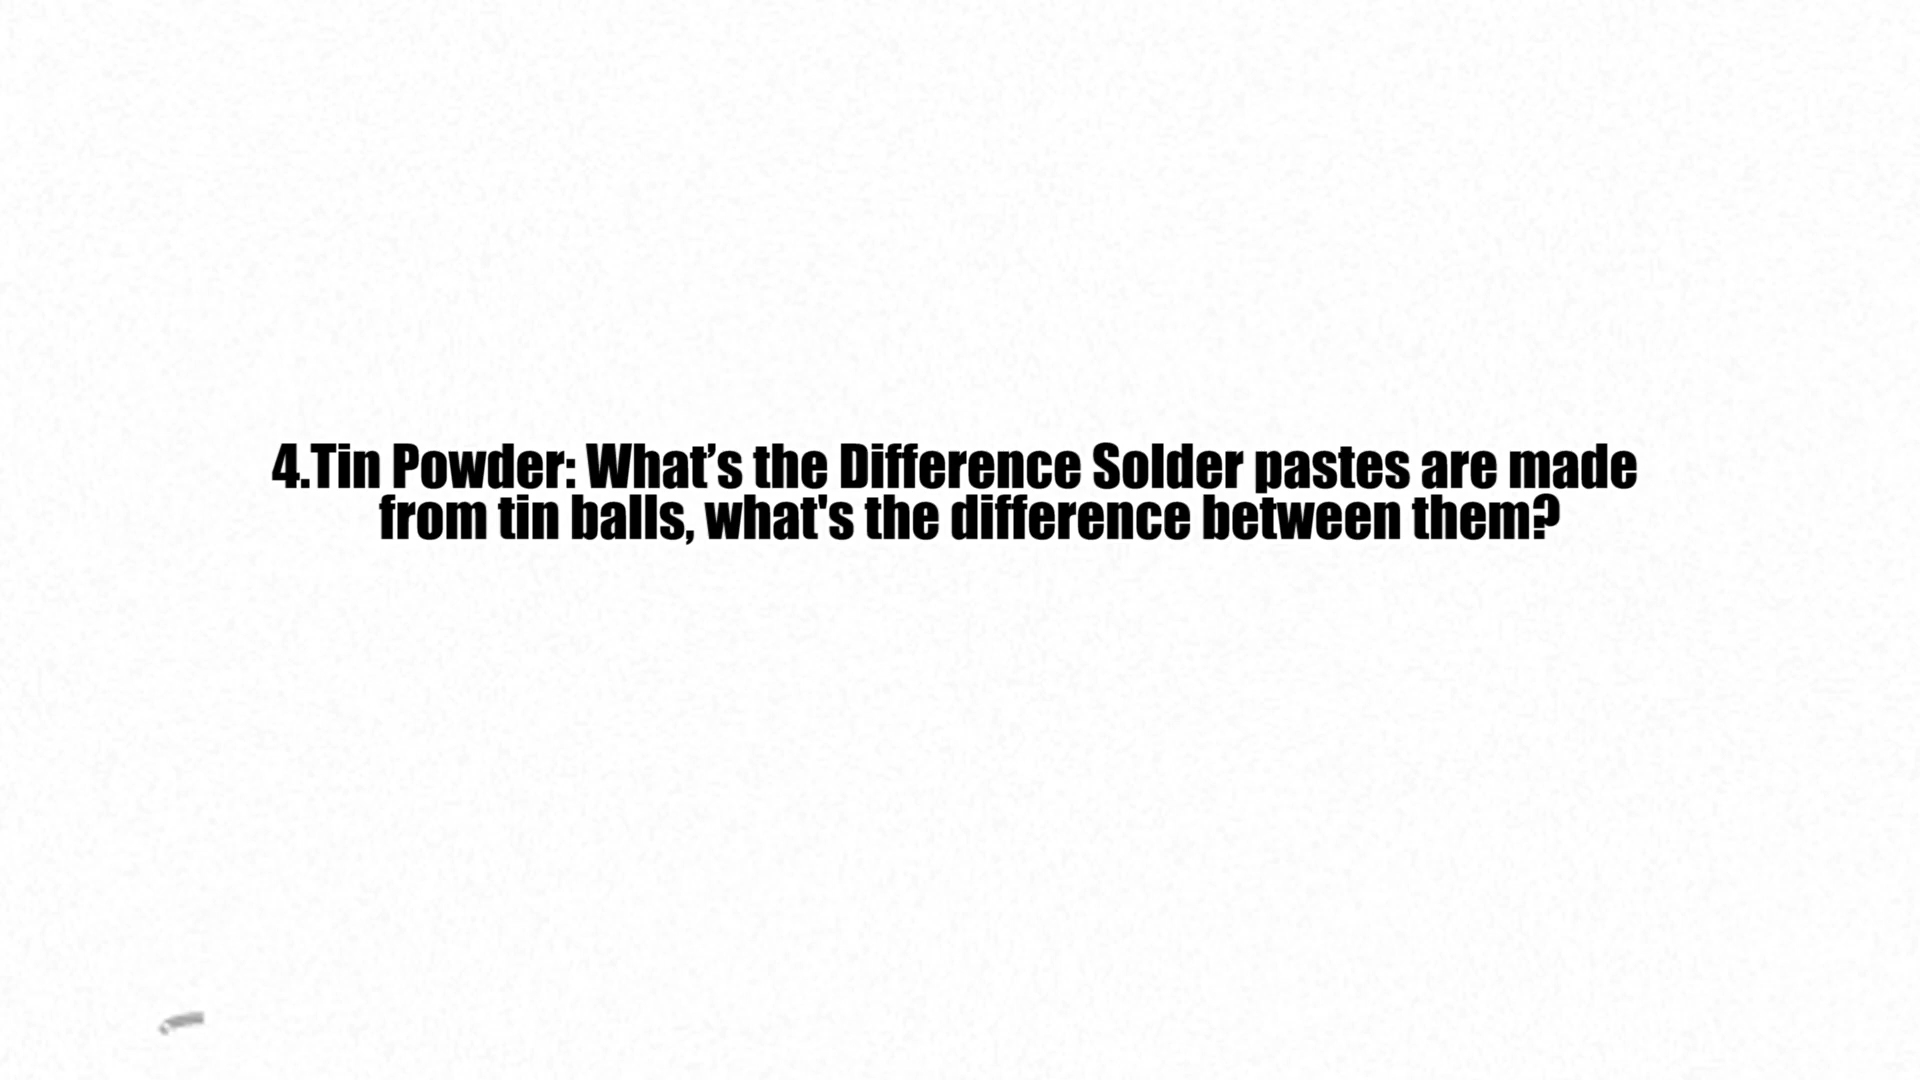 4.Tin Powder: What’s the Difference Solder pastes are made
from tin balls, what's the difference between them?